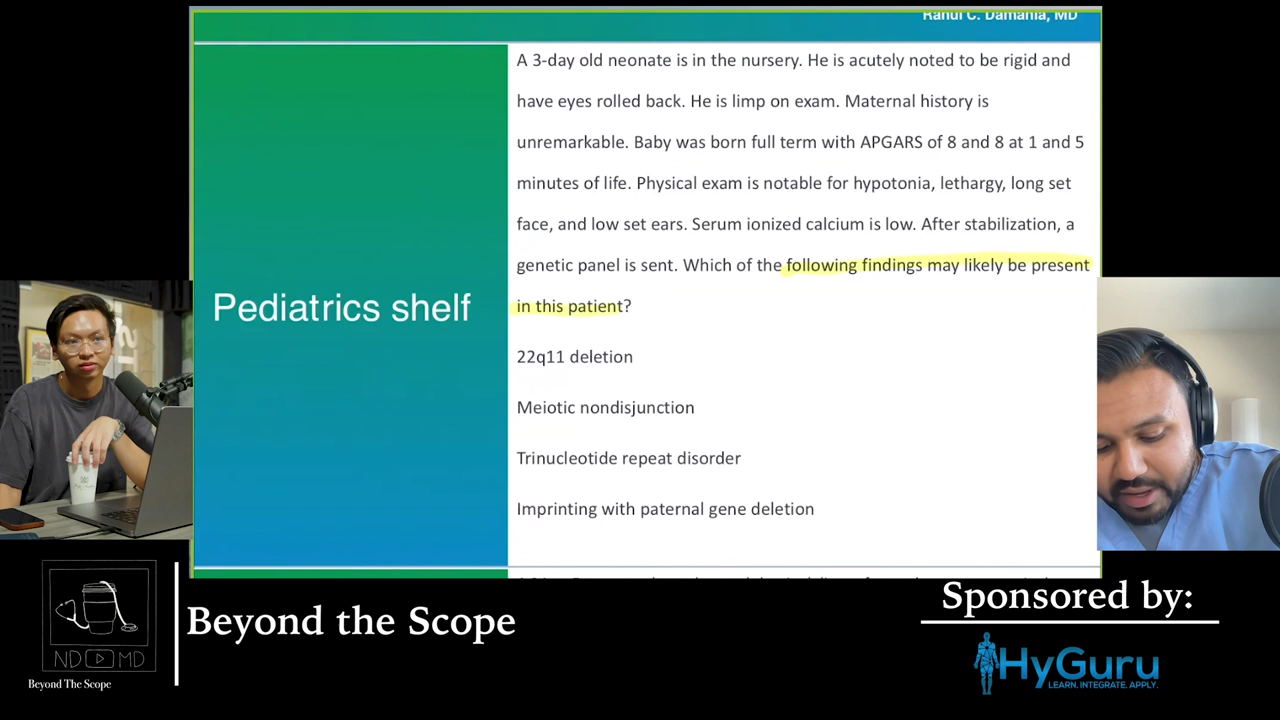 Rahul C. Damania, MD
A 3-day old neonate is in the nursery. He is acutely noted to be rigid and
have eyes rolled back. He is limp on exam. Maternal history is
unremarkable. Baby was born full term with APGARS of 8 and 8 at 1 and 5
minutes of life. Physical exam is notable for hypotonia, lethargy, long set
face, and low set ears. Serum ionized calcium is low. After stabilization, a
genetic panel is sent. Which of the following findings may likely be present
in this patient?
Pediatrics shelf
22q11 deletion
Meiotic nondisjunction
Trinucleotide repeat disorder
Imprinting with paternal gene deletion
ND MD
Beyond The Scope
Beyond the Scope
Sponsored by:
HyGuru
LEARN. INTEGRATE. APPLY.